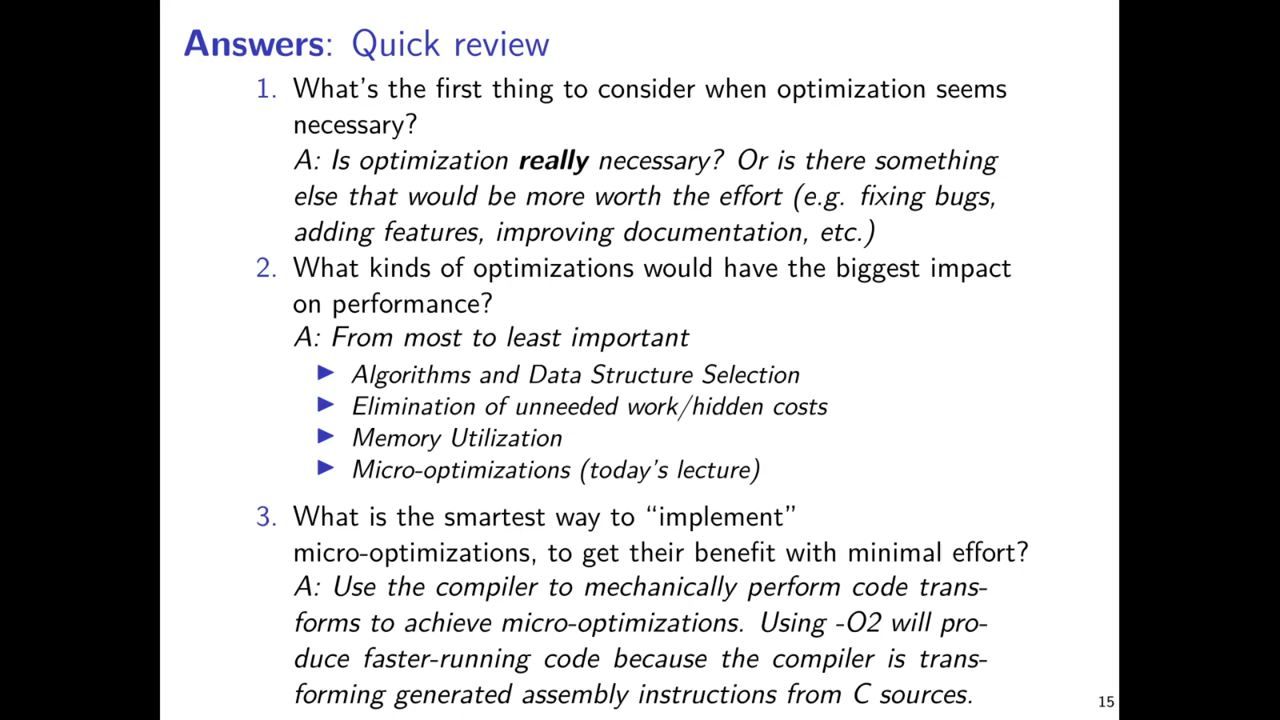 Answers: Quick review
1. What's the first thing to consider when optimization seems
necessary?
A: Is optimization really necessary? Or is there something
else that would be more worth the effort (e.g. fixing bugs,
adding features, improving documentation, etc.)
2. What kinds of optimizations would have the biggest impact
on performance?
A: From most to least important
▶ Algorithms and Data Structure Selection
▶ Elimination of unneeded work/hidden costs
▶ Memory Utilization
▶ Micro-optimizations (today's lecture)
3. What is the smartest way to “implement”
micro-optimizations, to get their benefit with minimal effort?
A: Use the compiler to mechanically perform code trans-
forms to achieve micro-optimizations. Using -O2 will pro-
duce faster-running code because the compiler is trans-
forming generated assembly instructions from C sources.
15